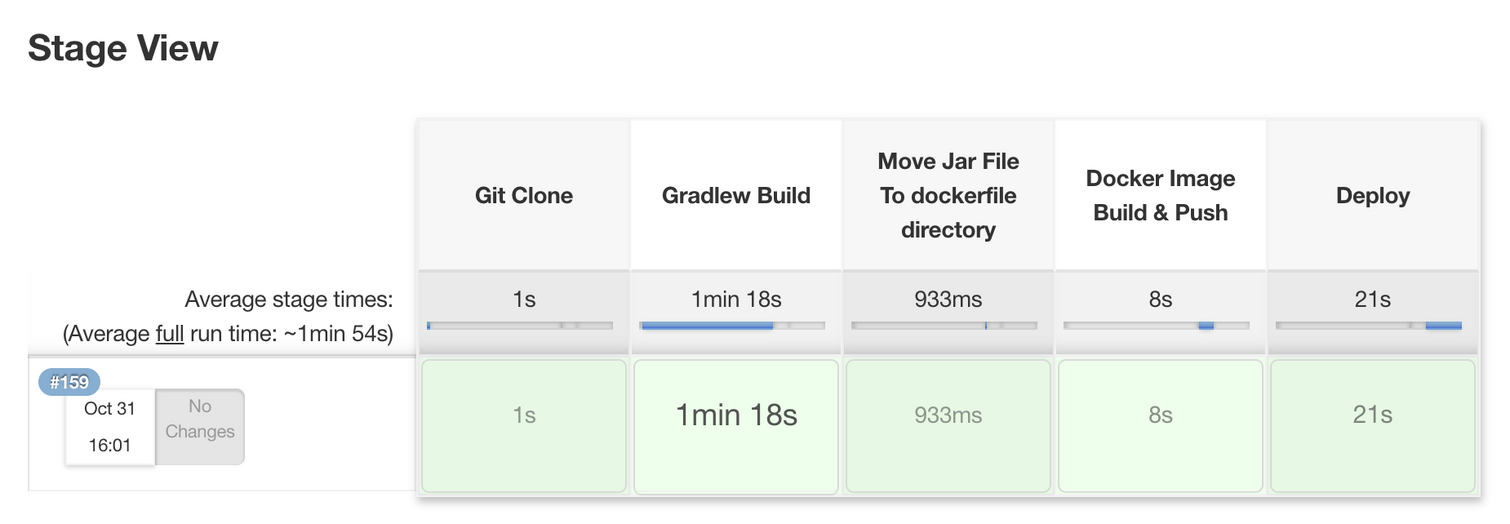 Stage View
Git Clone
Gradlew Build
Move Jar File
To dockerfile
directory
Docker Image
Build & Push
Deploy
Average stage times:
(Average full run time: ~1min 54s)
1s
1min 18s
933ms
8s
21s
#159
Oct 31
16:01
No
Changes
1s
1min 18s
933ms
8s
21s